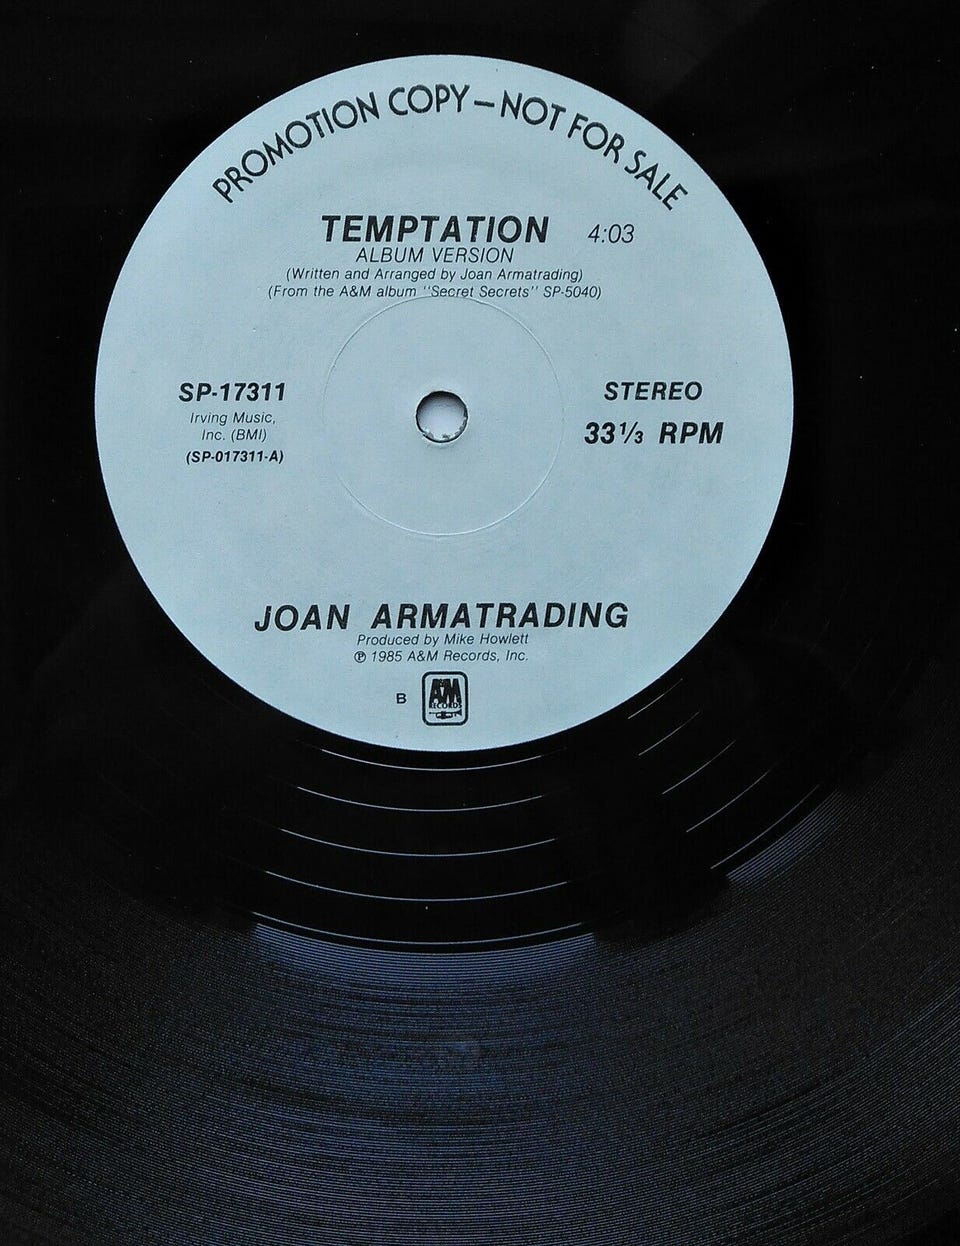 PROMOTION COPY – NOT FOR SALE
TEMPTATION 4:03
ALBUM VERSION
(Written and Arranged by Joan Armatrading)
(From the A&M album "Secret Secrets" SP-5040)
SP-17311
Irving Music,
Inc. (BMI)
(SP-017311-A)
STEREO
33⅓ RPM
JOAN ARMATRADING
Produced by Mike Howlett
℗ 1985 A&M Records, Inc.
B
A&M
RECORDS